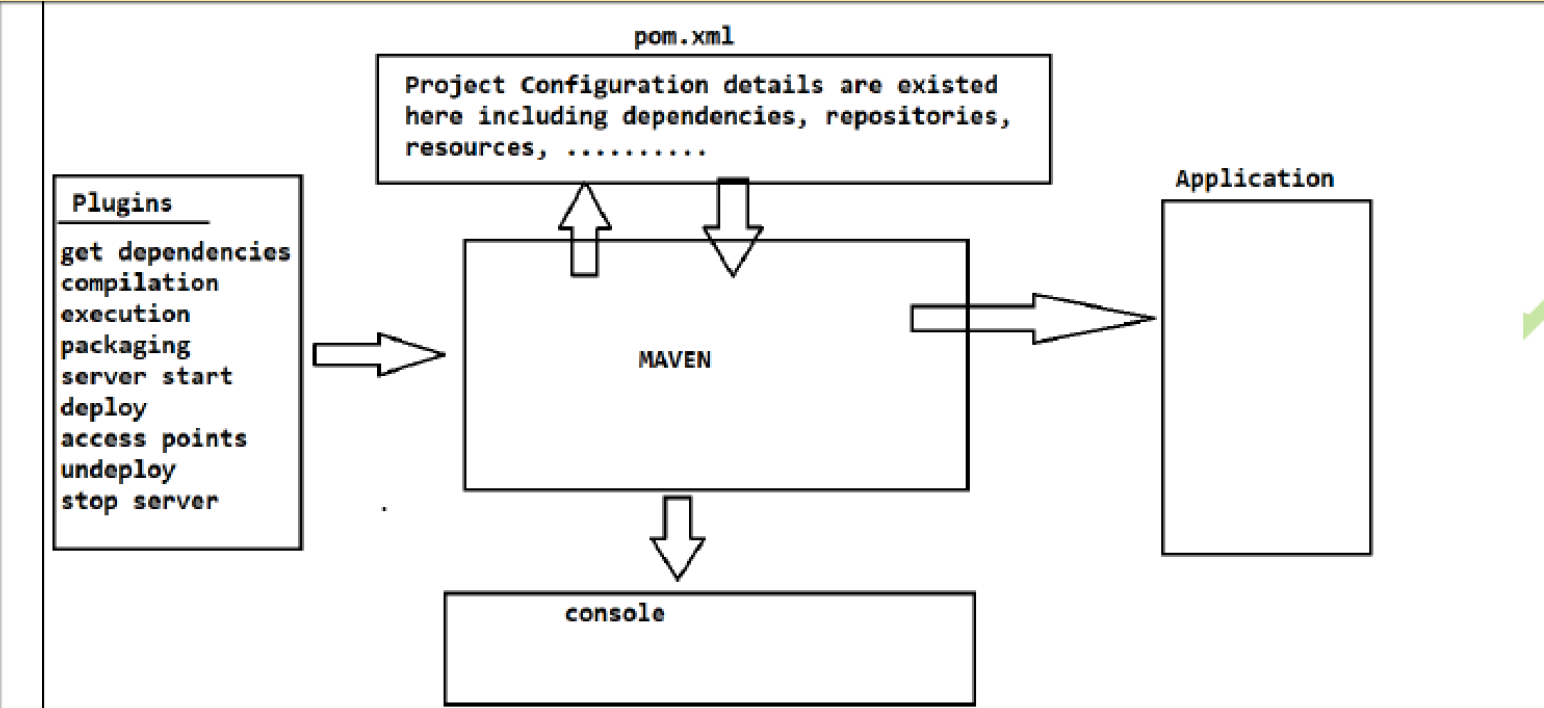 pom.xml
Project Configuration details are existed
here including dependencies, repositories,
resources, ..........
Plugins
get dependencies
compilation
execution
packaging
server start
deploy
access points
undeploy
stop server
MAVEN
Application
console